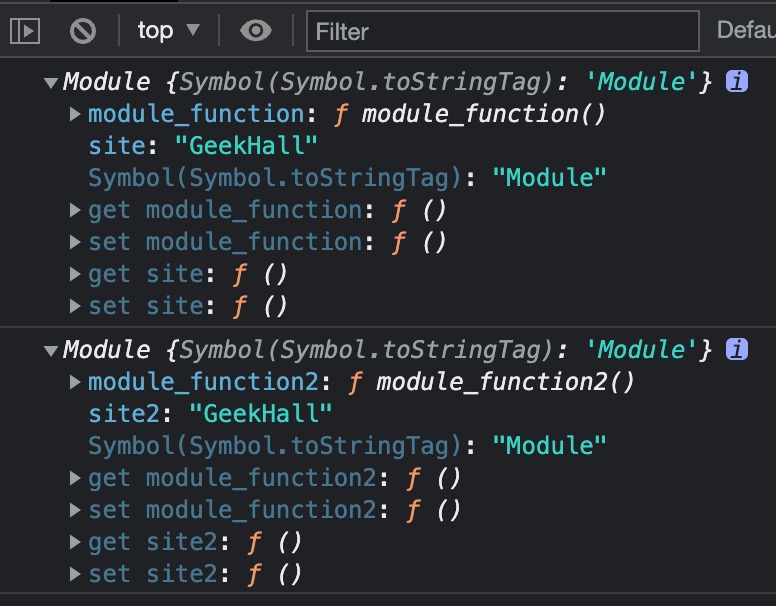 top ▼ Filter Defau
▼Module {Symbol(Symbol.toStringTag): 'Module'} i
▶ module_function: ƒ module_function()
site: "GeekHall"
Symbol(Symbol.toStringTag): "Module"
▶ get module_function: ƒ ()
▶ set module_function: ƒ ()
▶ get site: ƒ ()
▶ set site: ƒ ()
▼Module {Symbol(Symbol.toStringTag): 'Module'} i
▶ module_function2: ƒ module_function2()
site2: "GeekHall"
Symbol(Symbol.toStringTag): "Module"
▶ get module_function2: ƒ ()
▶ set module_function2: ƒ ()
▶ get site2: ƒ ()
▶ set site2: ƒ ()